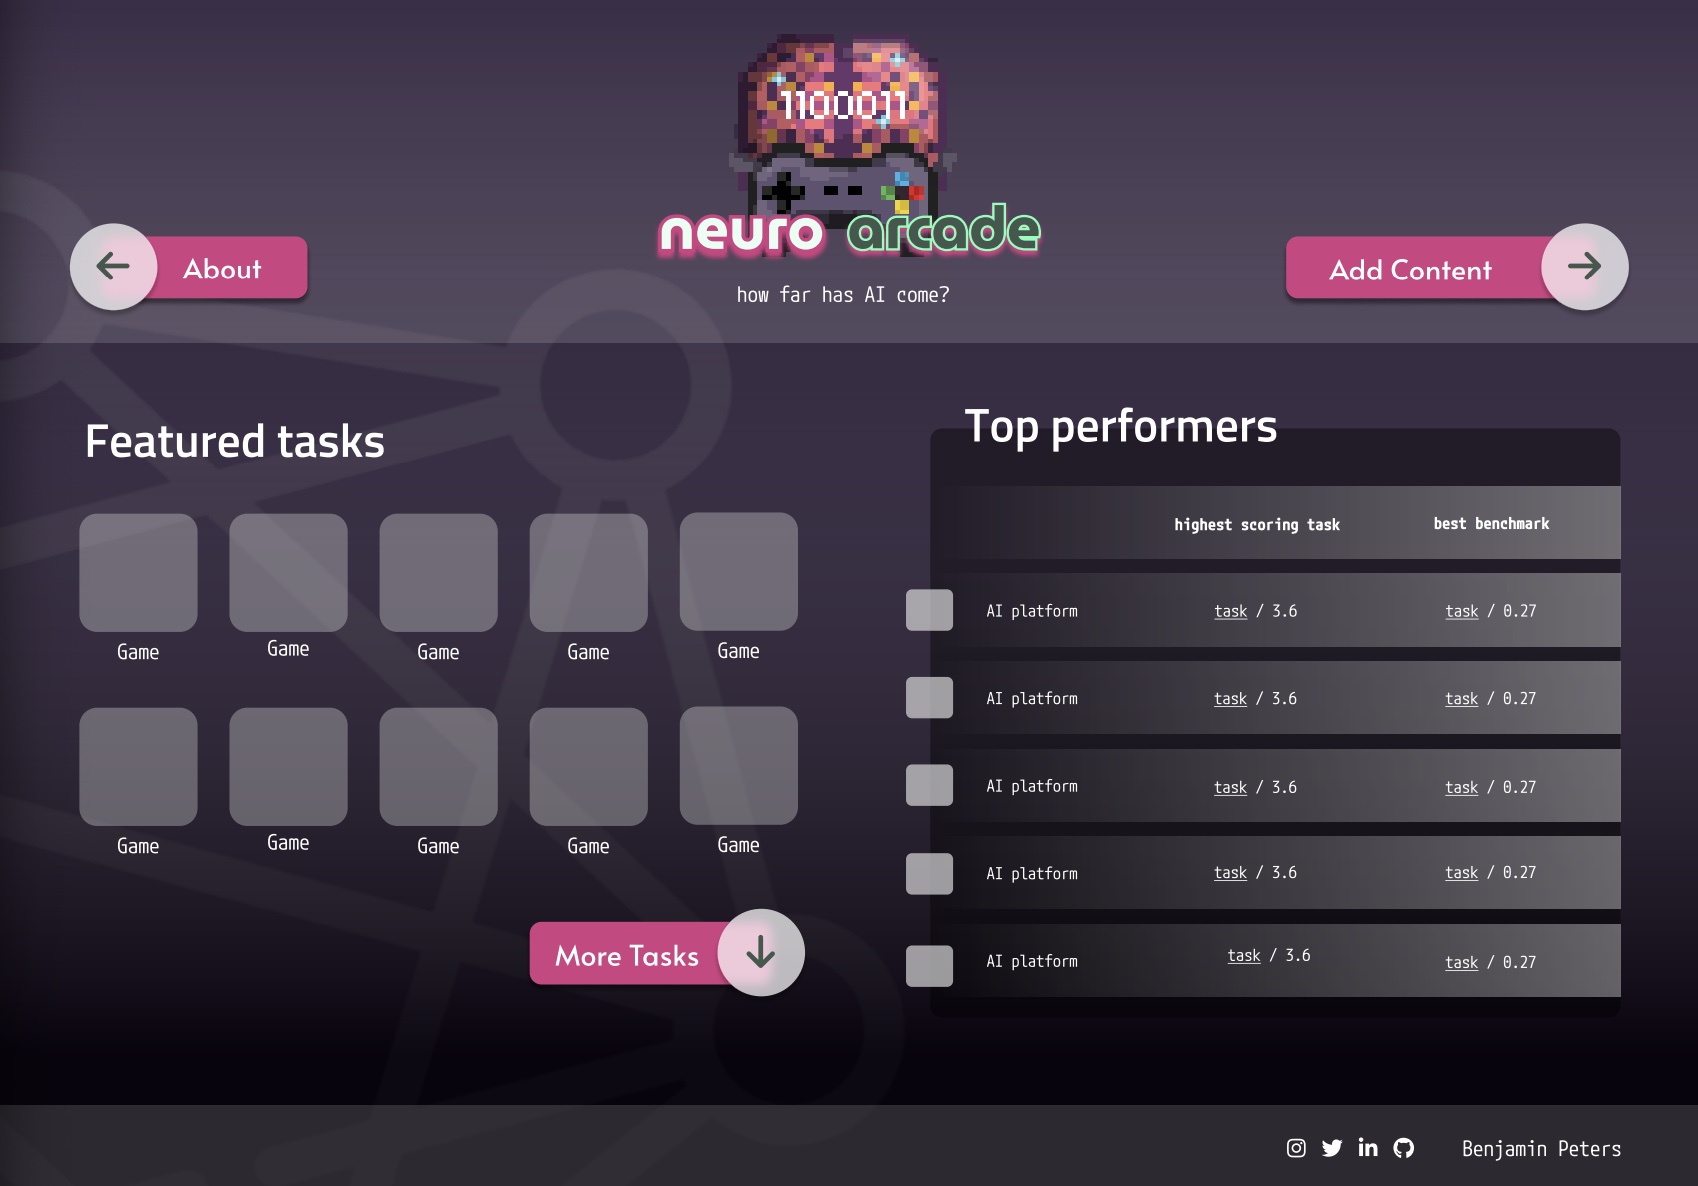 1100011
neuro arcade
how far has AI come?
About
Add Content
Featured tasks
Game Game Game Game Game
Game Game Game Game Game
More Tasks
Top performers
highest scoring task best benchmark
AI platform task / 3.6 task / 0.27
AI platform task / 3.6 task / 0.27
AI platform task / 3.6 task / 0.27
AI platform task / 3.6 task / 0.27
AI platform task / 3.6 task / 0.27
Benjamin Peters